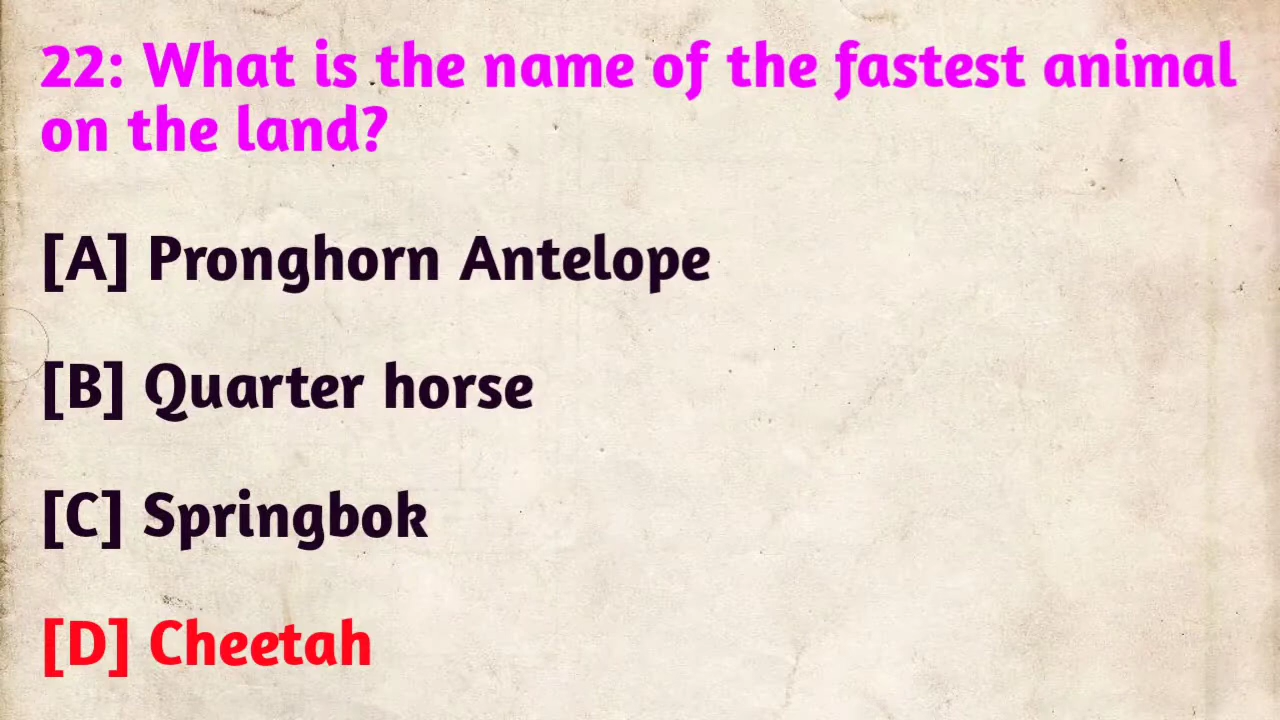 22: What is the name of the fastest animal
on the land?
[A] Pronghorn Antelope
[B] Quarter horse
[C] Springbok
[D] Cheetah